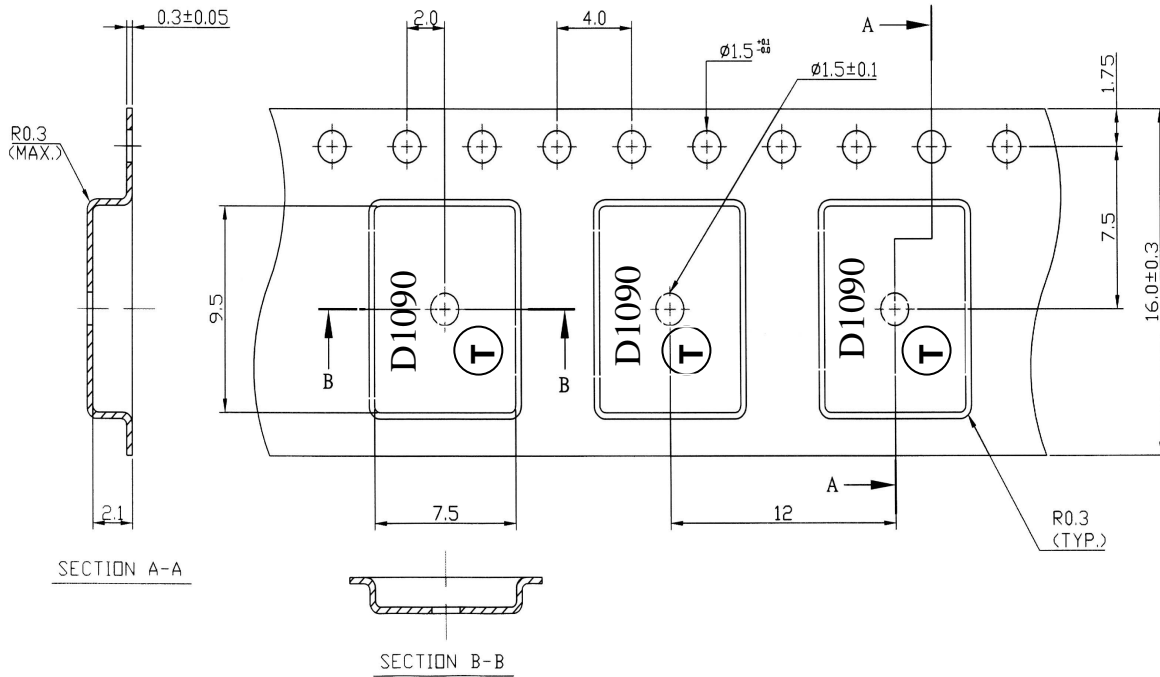 0.3±0.05
2.0
4.0
A
Ø1.5 +0.1 -0.0
Ø1.5±0.1
1.75
R0.3
(MAX.)
7.5
16.0±0.3
9.5
D1090
T
D1090
T
D1090
T
B
B
A
2.1
7.5
12
R0.3
(TYP.)
SECTION A-A
SECTION B-B